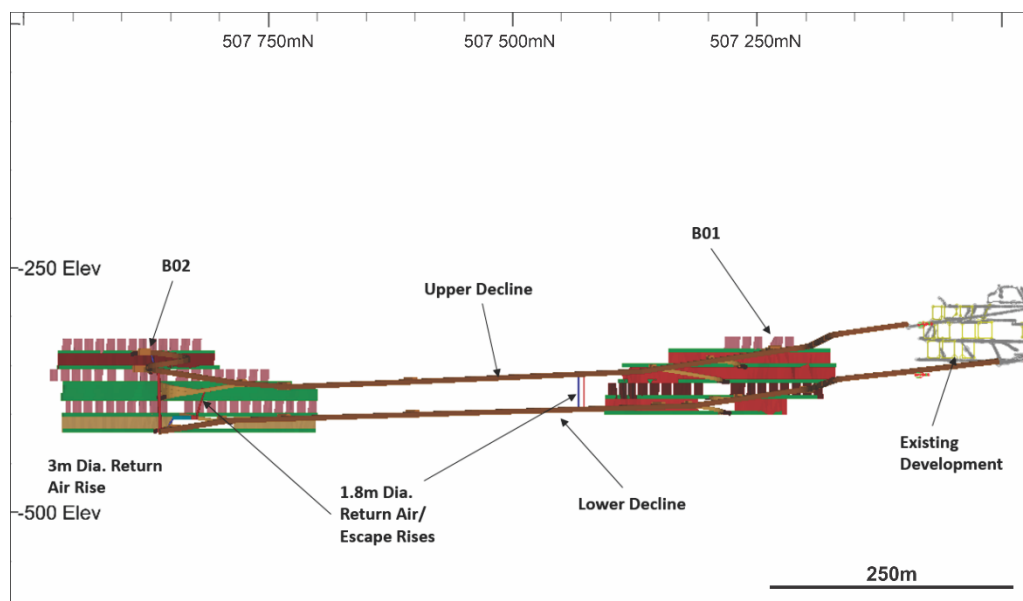 507 750mN
507 500mN
507 250mN
B01
-250 Elev
B02
Upper Decline
Existing
Development
3m Dia. Return
Air Rise
1.8m Dia.
Return Air/
Escape Rises
Lower Decline
-500 Elev
250m